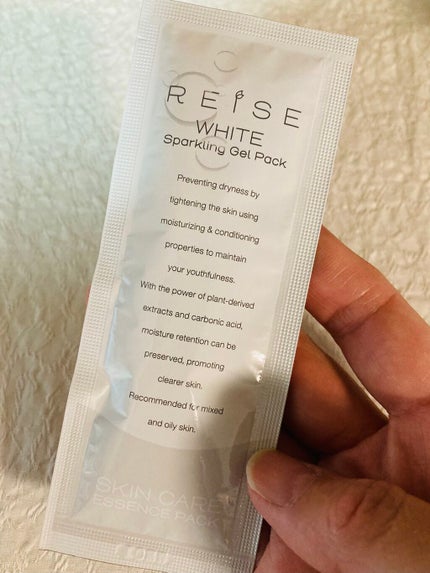 REISE
WHITE
Sparkling Gel Pack
Preventing dryness by
tightening the skin using
moisturizing & conditioning
properties to maintain
your youthfulness.
With the power of plant-derived
extracts and carbonic acid,
moisture retention can be
preserved, promoting
clearer skin.
Recommended for mixed
and oily skin.
SKIN CARE
ESSENCE PACK